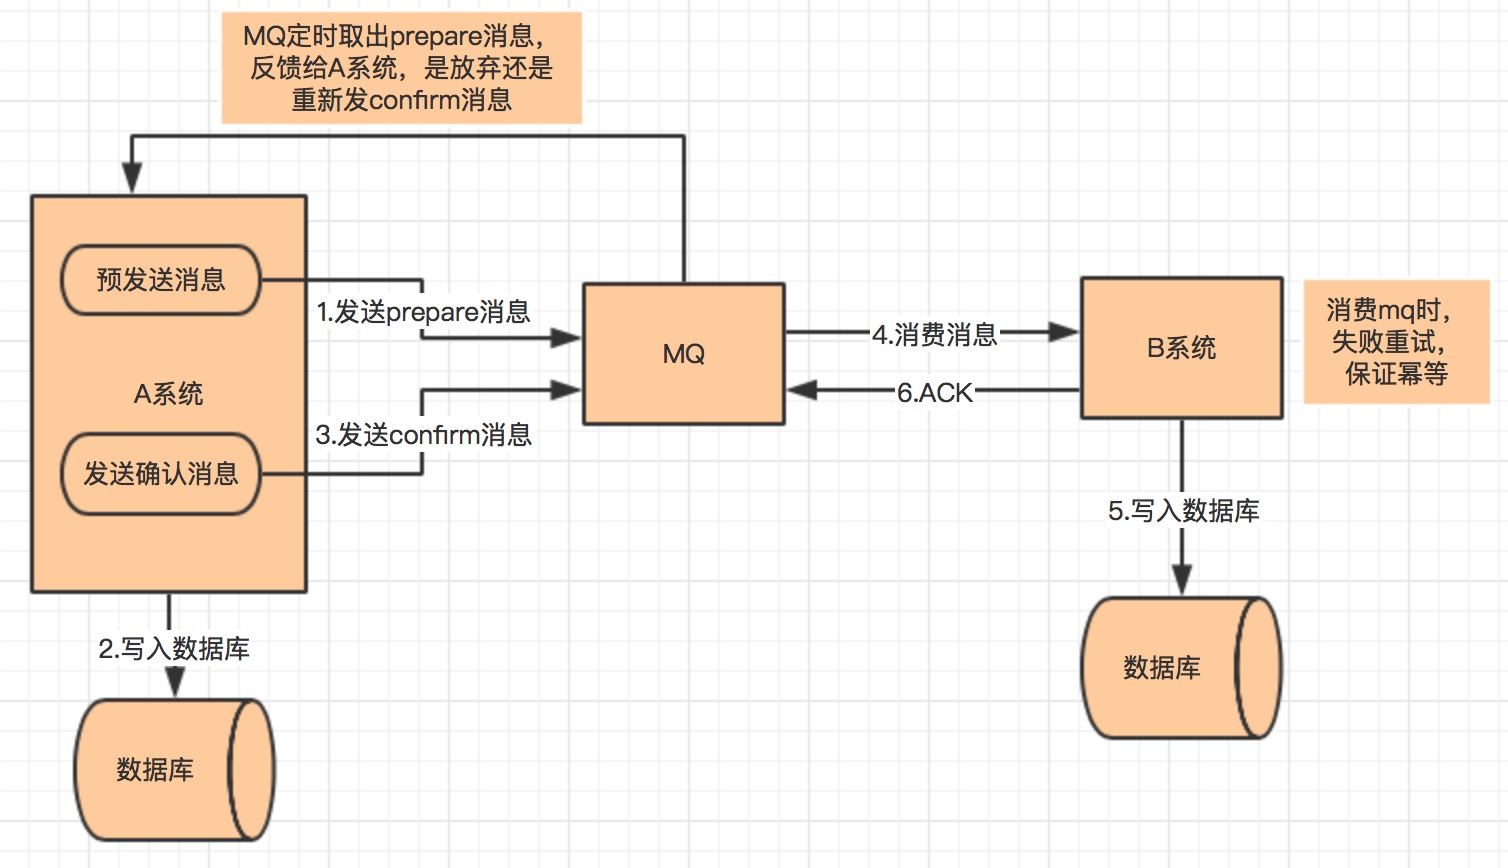 MQ定时取出prepare消息，
反馈给A系统，是放弃还是
重新发confirm消息
预发送消息
1.发送prepare消息
A系统
3.发送confirm消息
发送确认消息
2.写入数据库
数据库
MQ
4.消费消息
6.ACK
B系统
消费mq时，
失败重试，
保证幂等
5.写入数据库
数据库